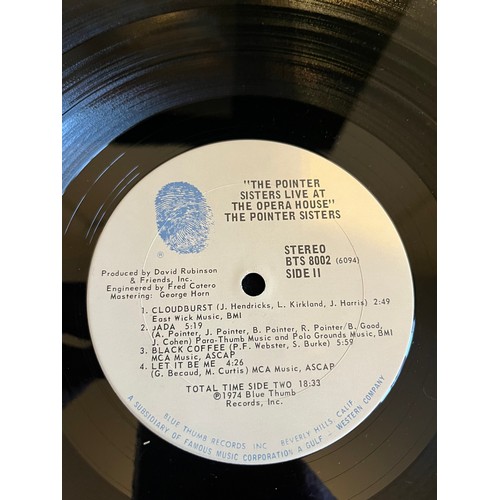 "THE POINTER
SISTERS LIVE AT
THE OPERA HOUSE"
THE POINTER SISTERS
STEREO
BTS 8002 (6094)
SIDE II
Produced by David Rubinson
& Friends, Inc.
Engineered by Fred Catero
Mastering: George Horn
1. CLOUDBURST (J. Hendricks, L. Kirkland, J. Harris) 2:49
East Wick Music, BMI
2. JADA 5:19
(A. Pointer, J. Pointer, B. Pointer, R. Pointer/B. Good,
J. Cohen) Para-Thumb Music and Polo Grounds Music, BMI
3. BLACK COFFEE (P.F. Webster, S. Burke) 5:59
MCA Music, ASCAP
4. LET IT BE ME 4:26
(G. Becaud, M. Curtis) MCA Music, ASCAP
TOTAL TIME SIDE TWO 18:33
℗1974 Blue Thumb
Records, Inc.
BLUE THUMB RECORDS INC. BEVERLY HILLS, CALIF.
A SUBSIDIARY OF FAMOUS MUSIC CORPORATION A GULF + WESTERN COMPANY